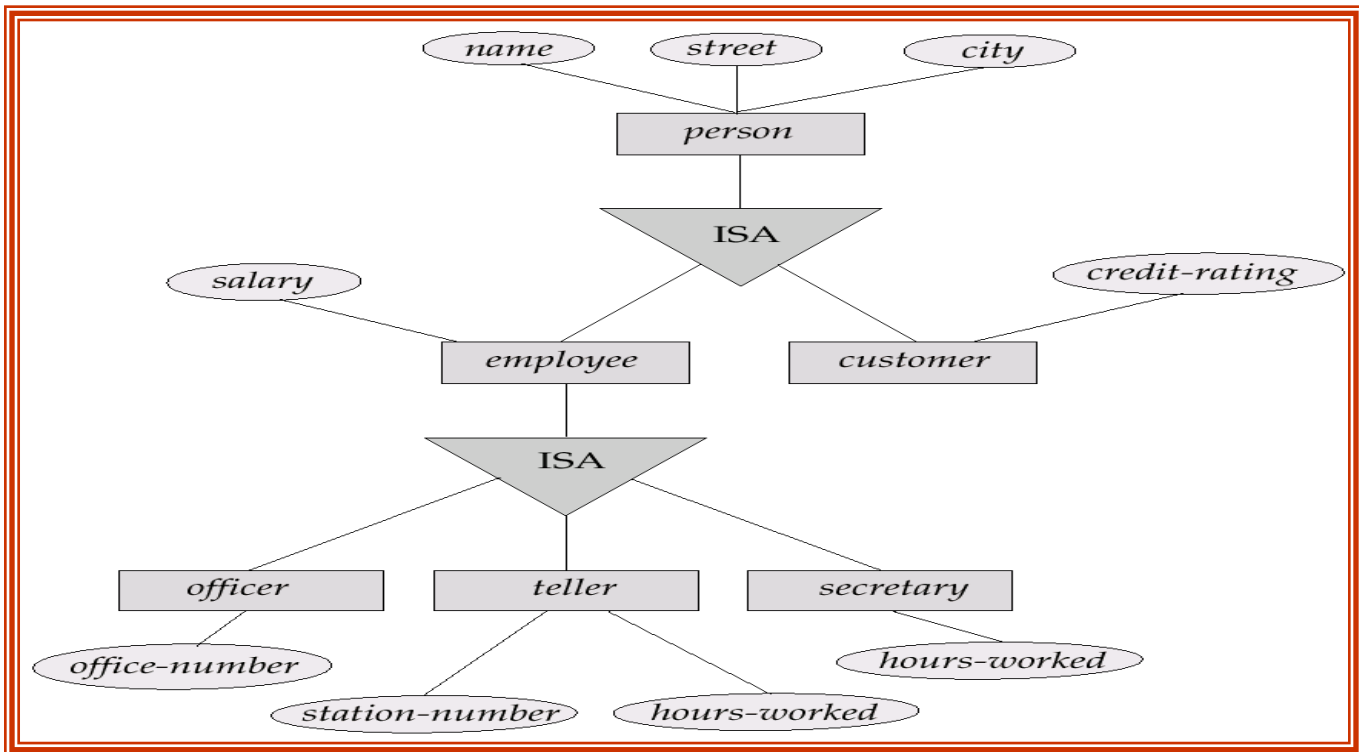 name street city
person
ISA
salary credit-rating
employee customer
ISA
officer teller secretary
office-number hours-worked
station-number hours-worked